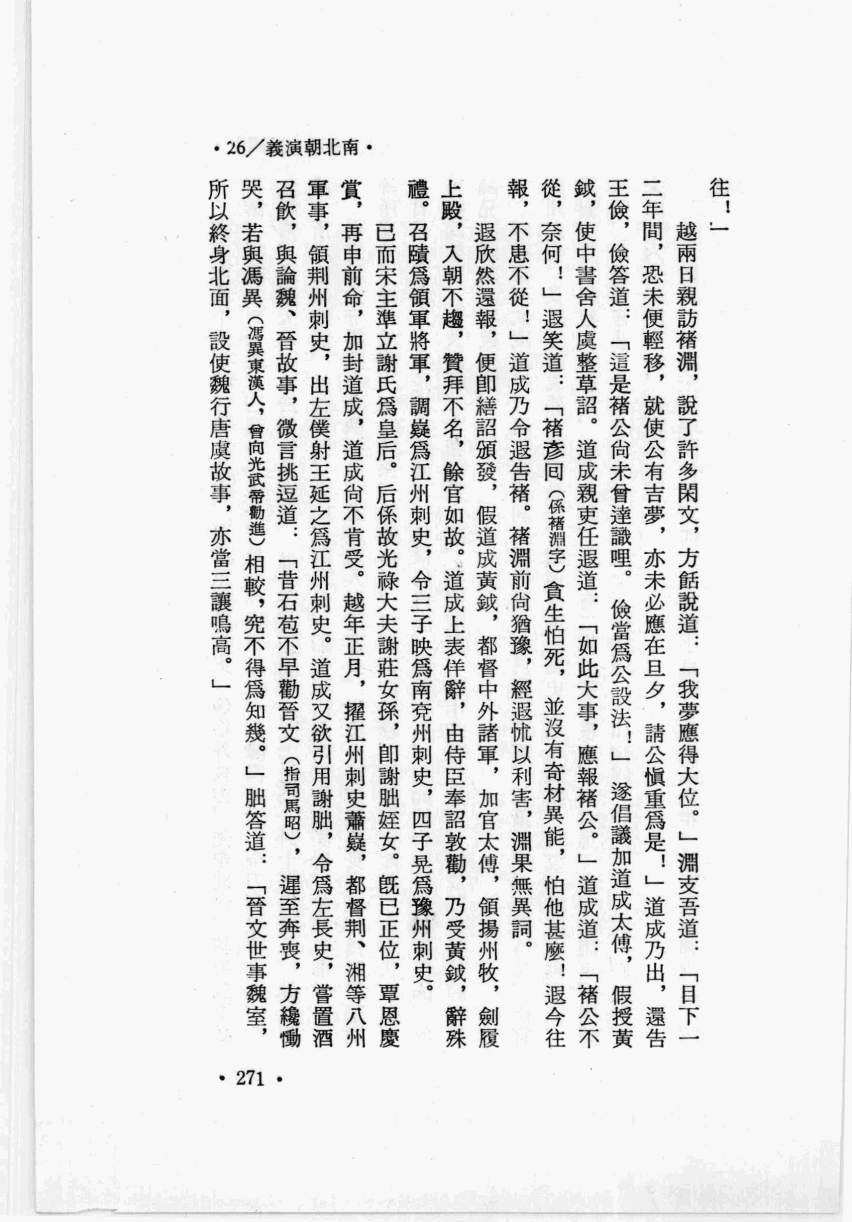 •26/義演朝北南•
往！」
越兩日親訪褚淵，說了許多閑文，方餂說道：「我夢應得大位。」淵支吾道：「目下一
二年間，恐未便輕移，就使公有吉夢，亦未必應在旦夕，請公愼重爲是！」道成乃出，還告
王儉，儉答道：「這是褚公尙未曾達識哩。儉當爲公設法！」遂倡議加道成太傅，假授黃
鉞，使中書舍人虞整草詔。道成親吏任遐道：「如此大事，應報褚公。」道成道：「褚公不
從，奈何！」遐笑道：「褚彥回（係褚淵字）貪生怕死，並沒有奇材異能，怕他甚麼！遐今往
報，不患不從！」道成乃令遐告褚。褚淵前尙猶豫，經遐怵以利害，淵果無異詞。
遐欣然還報，便卽繕詔頒發，假道成黃鉞，都督中外諸軍，加官太傅，領揚州牧，劍履
上殿，入朝不趨，贊拜不名，餘官如故。道成上表佯辭，由侍臣奉詔敦勸，乃受黃鉞，辭殊
禮。召賾爲領軍將軍，調嶷爲江州刺史，令三子映爲南兗州刺史，四子晃爲豫州刺史。
已而宋主準立謝氏爲皇后。后係故光祿大夫謝莊女孫，卽謝朏姪女。旣已正位，覃恩慶
賞，再申前命，加封道成，道成尙不肯受。越年正月，擢江州刺史蕭嶷，都督荆、湘等八州
軍事，領荆州刺史，出左僕射王延之爲江州刺史。道成又欲引用謝朏，令爲左長史，嘗置酒
召飮，與論魏、晉故事，微言挑逗道：「昔石苞不早勸晉文（指司馬昭），遲至奔喪，方纔慟
哭，若與馮異（馮異東漢人，曾向光武帝勸進）相較，究不得爲知幾。」朏答道：「晉文世事魏室，
所以終身北面，設使魏行唐虞故事，亦當三讓鳴高。」
•271•